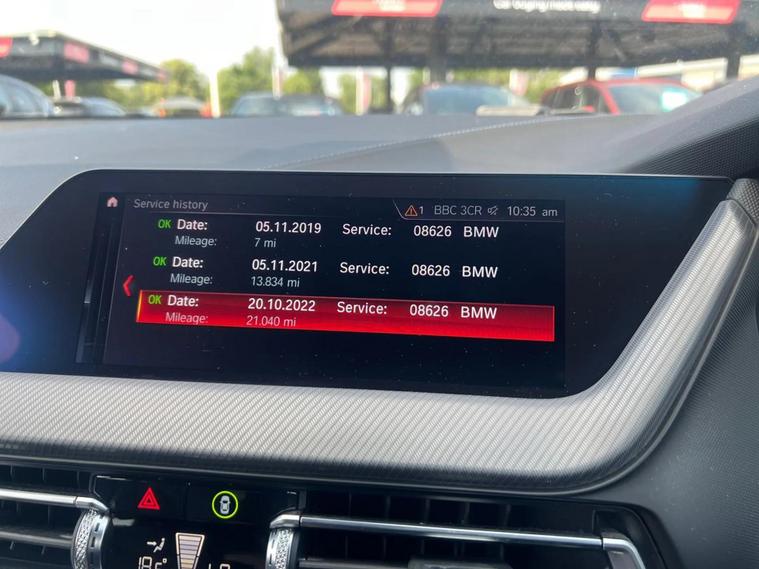 Service history
1 BBC 3CR 10:35 am
OK Date: 05.11.2019 Service: 08626 BMW
Mileage: 7 mi
OK Date: 05.11.2021 Service: 08626 BMW
Mileage: 13.834 mi
OK Date: 20.10.2022 Service: 08626 BMW
Mileage: 21.040 mi